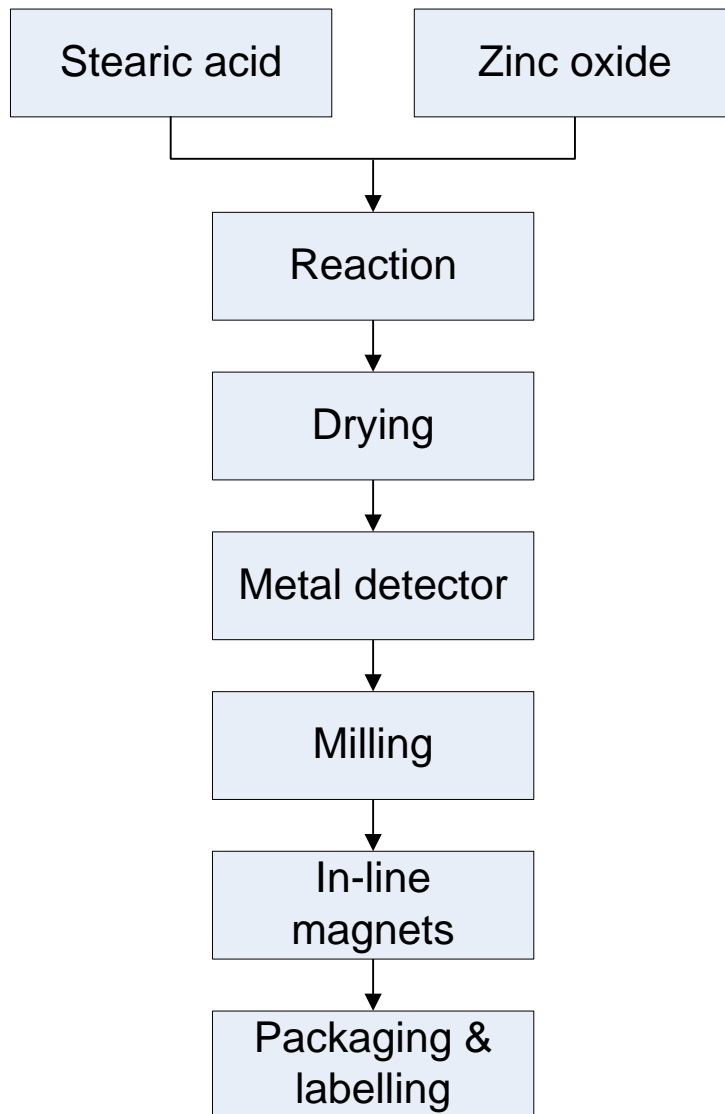 Stearic acid
Zinc oxide
Reaction
Drying
Metal detector
Milling
In-line
magnets
Packaging &
labelling